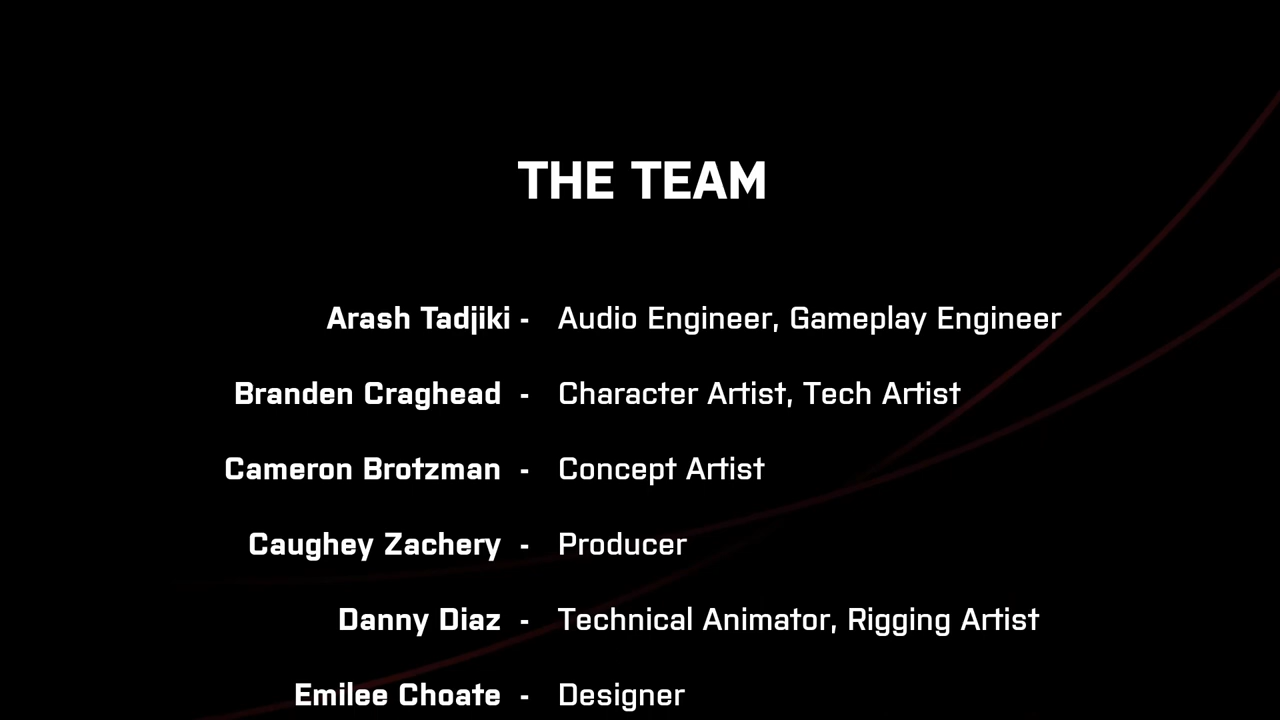 THE TEAM
Arash Tadjiki - Audio Engineer, Gameplay Engineer
Branden Craghead - Character Artist, Tech Artist
Cameron Brotzman - Concept Artist
Caughey Zachery - Producer
Danny Diaz - Technical Animator, Rigging Artist
Emilee Choate - Designer